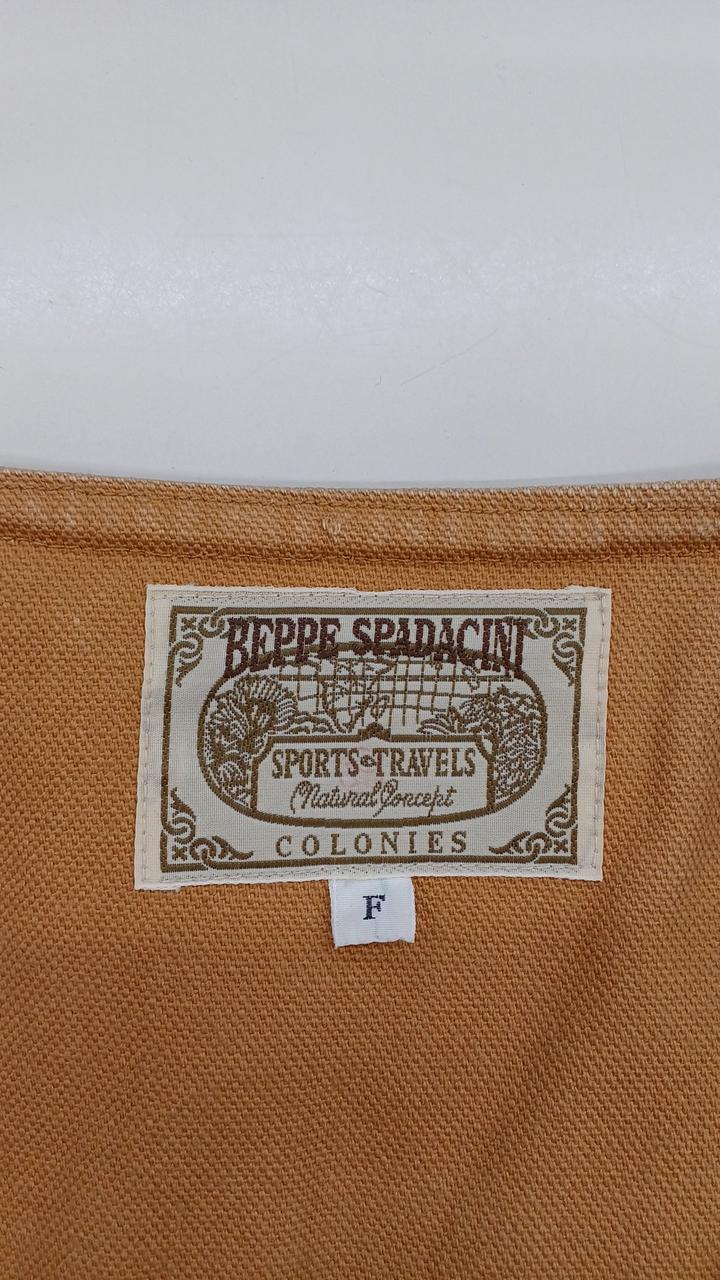 BEPPE SPADACINI
SPORTS & TRAVELS
Natural Concept
COLONIES
F